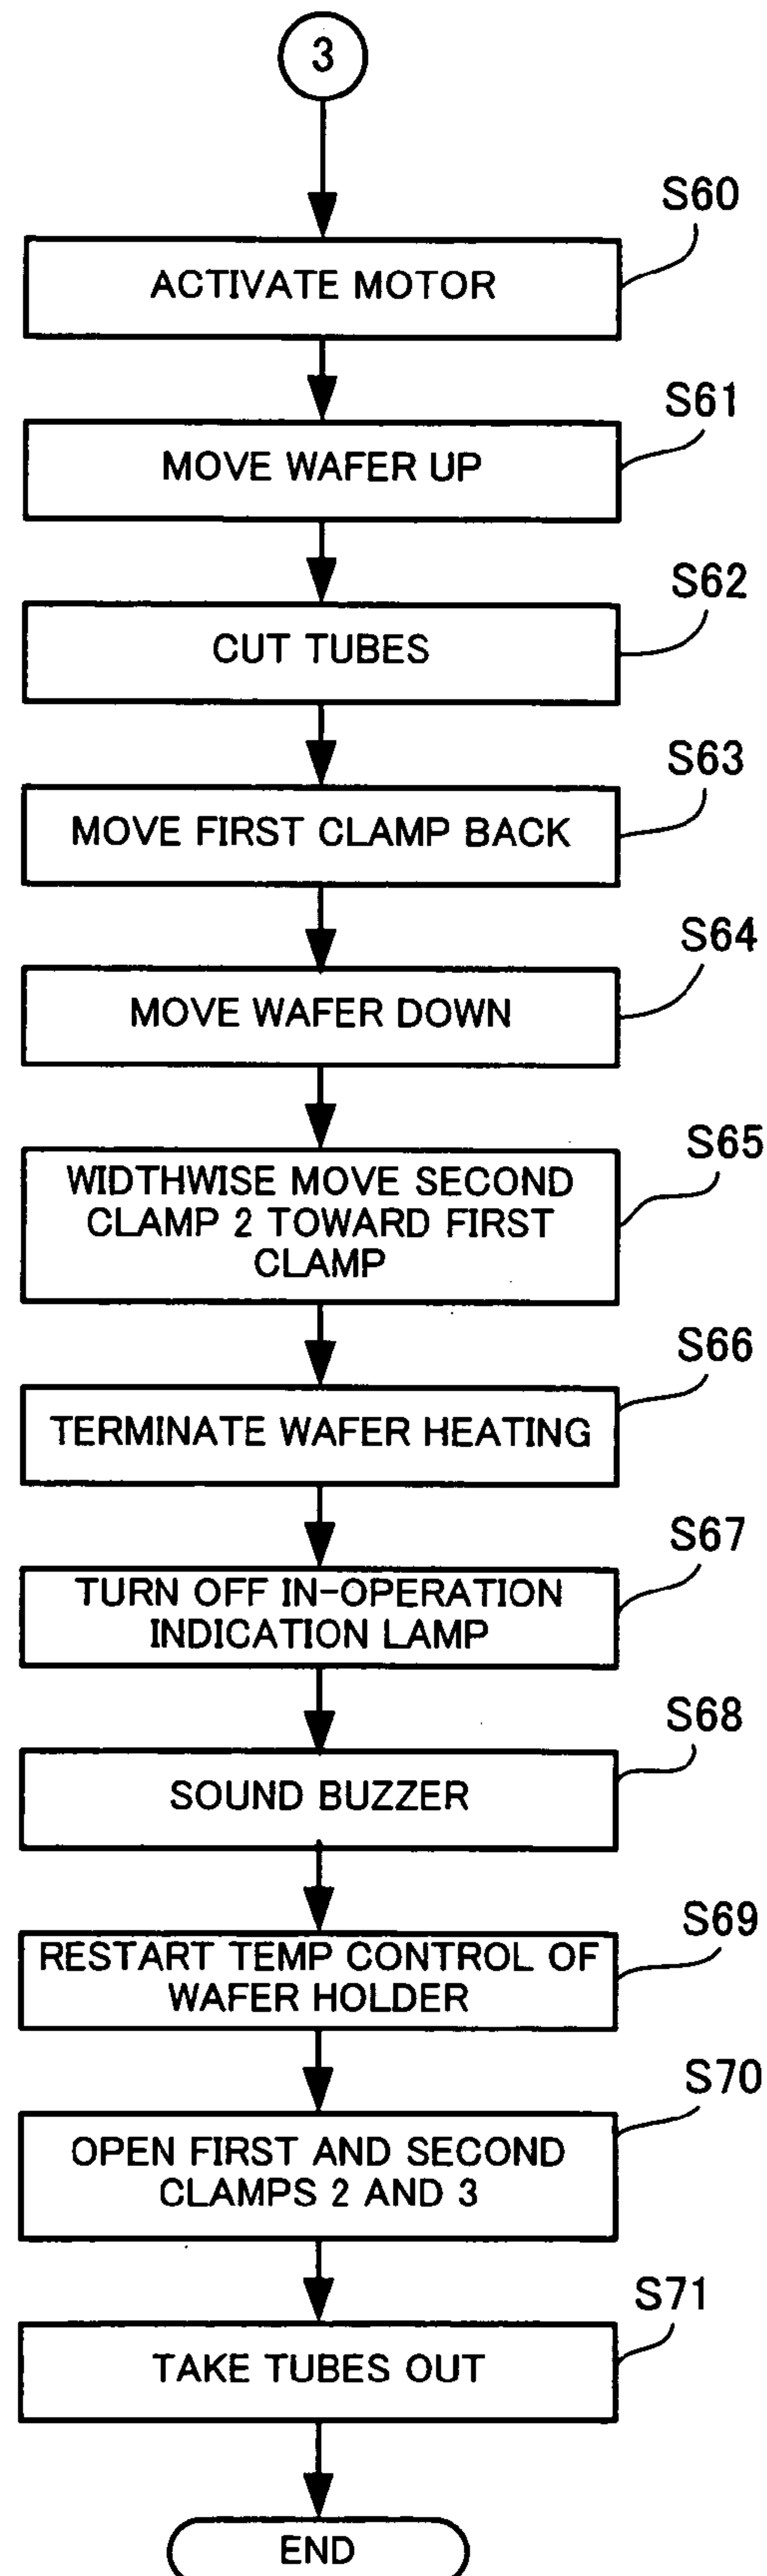 3
S60
ACTIVATE MOTOR
S61
MOVE WAFER UP
S62
CUT TUBES
S63
MOVE FIRST CLAMP BACK
S64
MOVE WAFER DOWN
S65
WIDTHWISE MOVE SECOND
CLAMP 2 TOWARD FIRST
CLAMP
S66
TERMINATE WAFER HEATING
S67
TURN OFF IN-OPERATION
INDICATION LAMP
S68
SOUND BUZZER
S69
RESTART TEMP CONTROL OF
WAFER HOLDER
S70
OPEN FIRST AND SECOND
CLAMPS 2 AND 3
S71
TAKE TUBES OUT
END